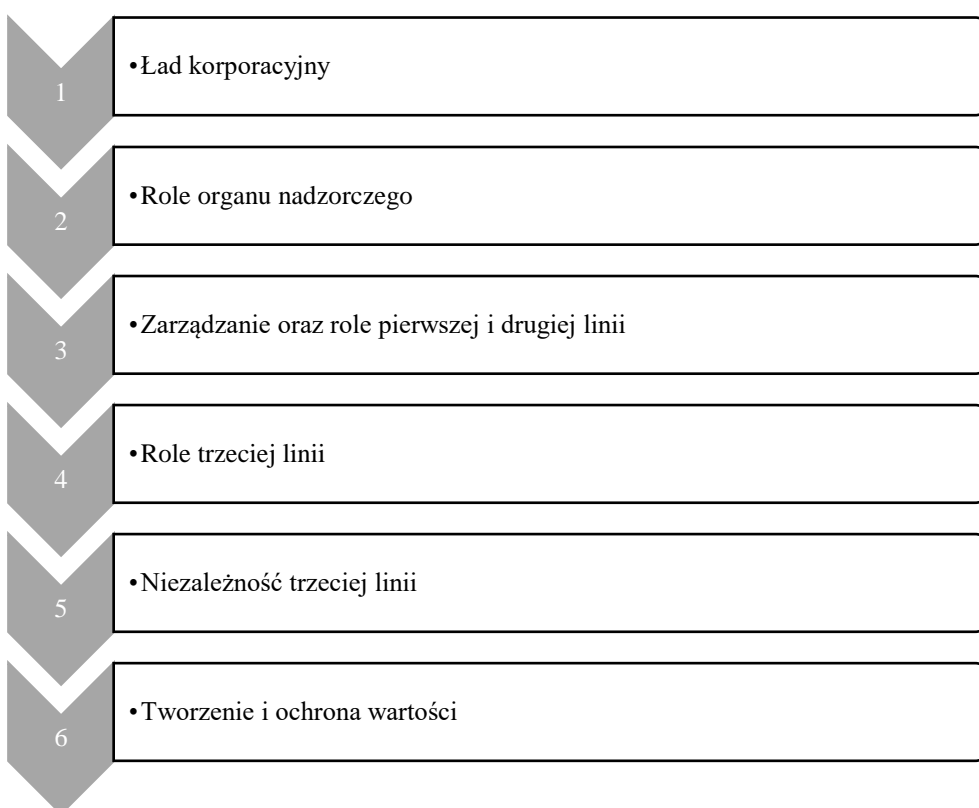 1
•Ład korporacyjny
2
•Role organu nadzorczego
3
•Zarządzanie oraz role pierwszej i drugiej linii
4
•Role trzeciej linii
5
•Niezależność trzeciej linii
6
•Tworzenie i ochrona wartości